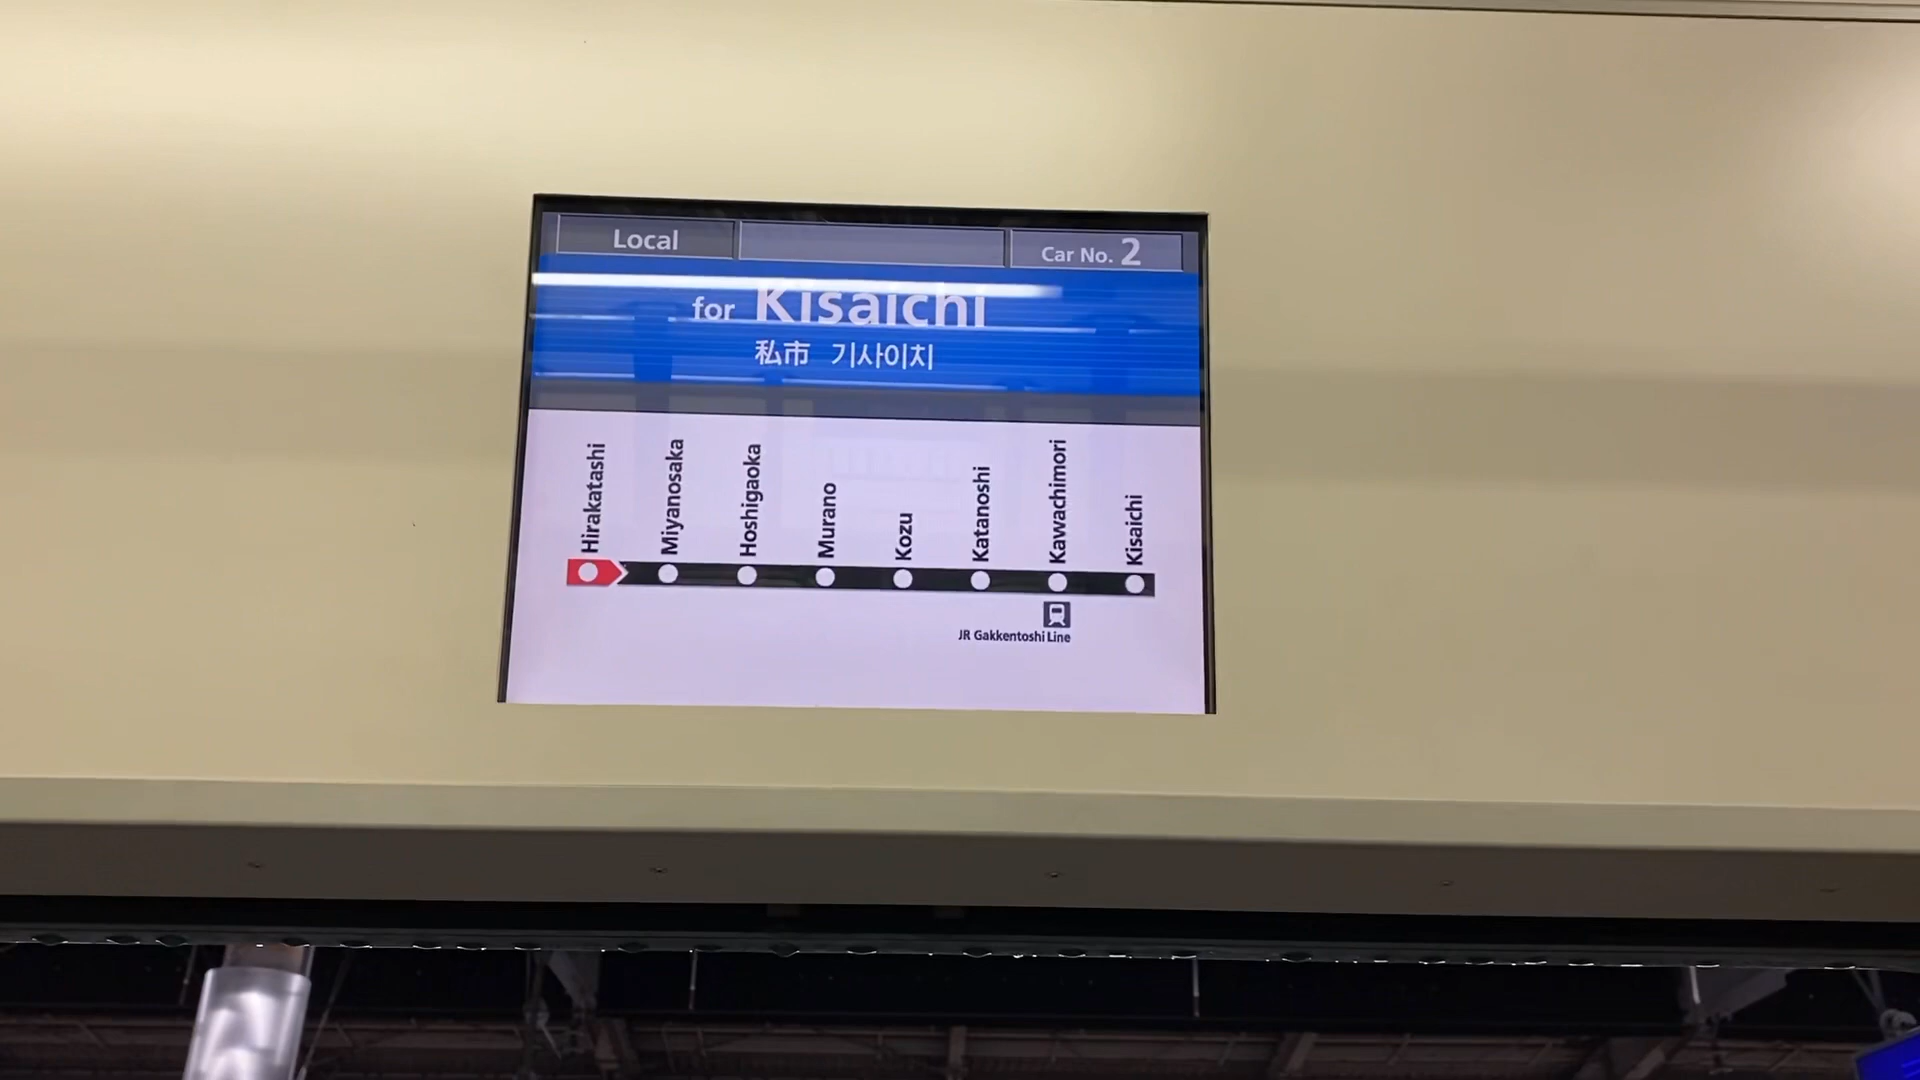 Local
Car No. 2
for Kisaichi
私市 기사이치
Hirakatashi
Miyanosaka
Hoshigaoka
Murano
Kozu
Katanoshi
Kawachimori
Kisaichi
JR Gakkentoshi Line